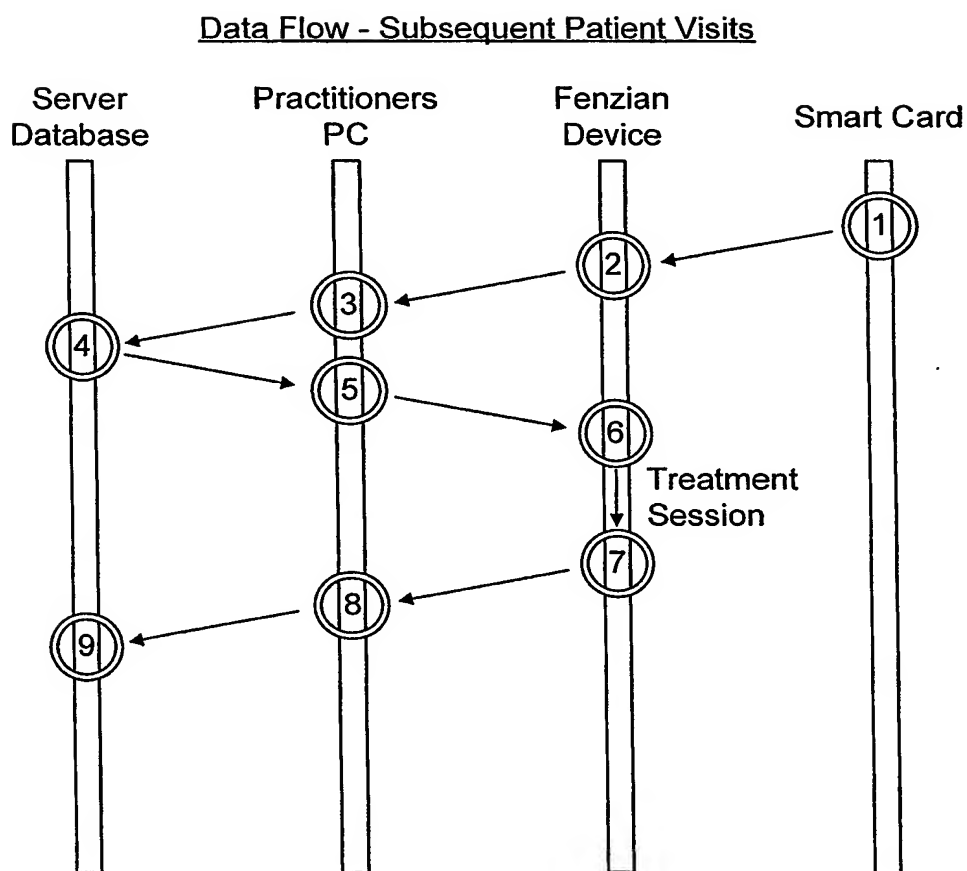 Data Flow - Subsequent Patient Visits
Server
Database
Practitioners
PC
Fenzian
Device
Smart Card
1
2
3
4
5
6
Treatment
Session
7
8
9